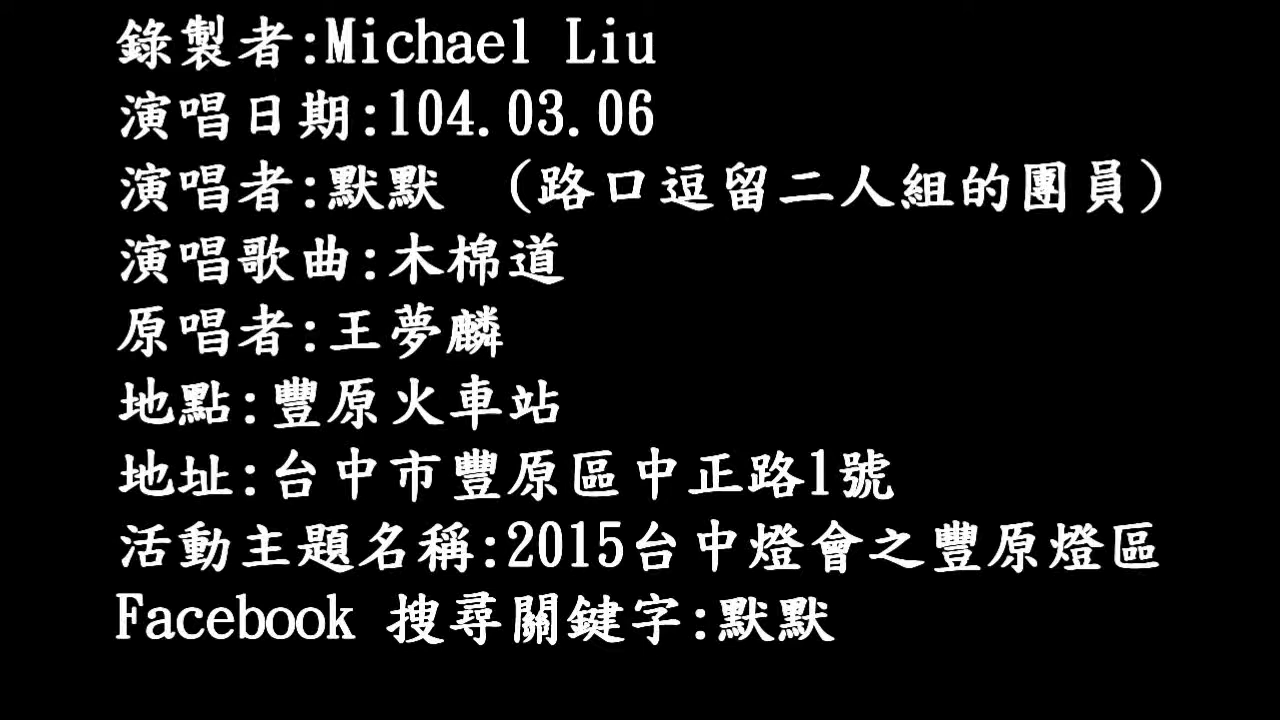 錄製者:Michael Liu
演唱日期:104.03.06
演唱者:默默 (路口逗留二人組的團員)
演唱歌曲:木棉道
原唱者:王夢麟
地點:豐原火車站
地址:台中市豐原區中正路1號
活動主題名稱:2015台中燈會之豐原燈區
Facebook 搜尋關鍵字:默默